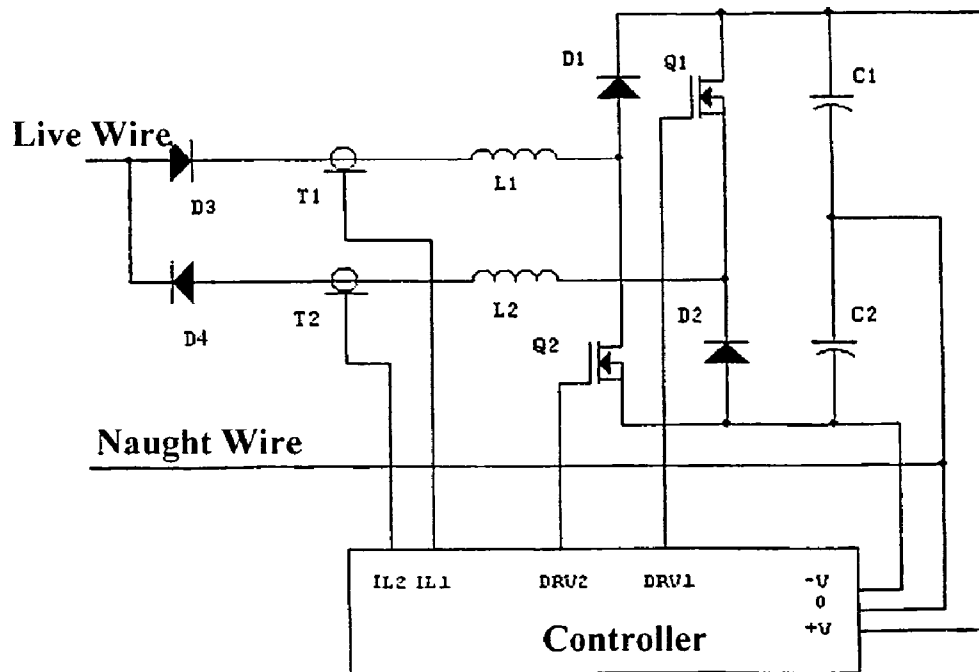 D1
Q1
C1
Live Wire
D3
T1
L1
D4
T2
L2
D2
C2
Q2
Naught Wire
IL2 IL1 DRV2 DRV1 -V
0
+V
Controller